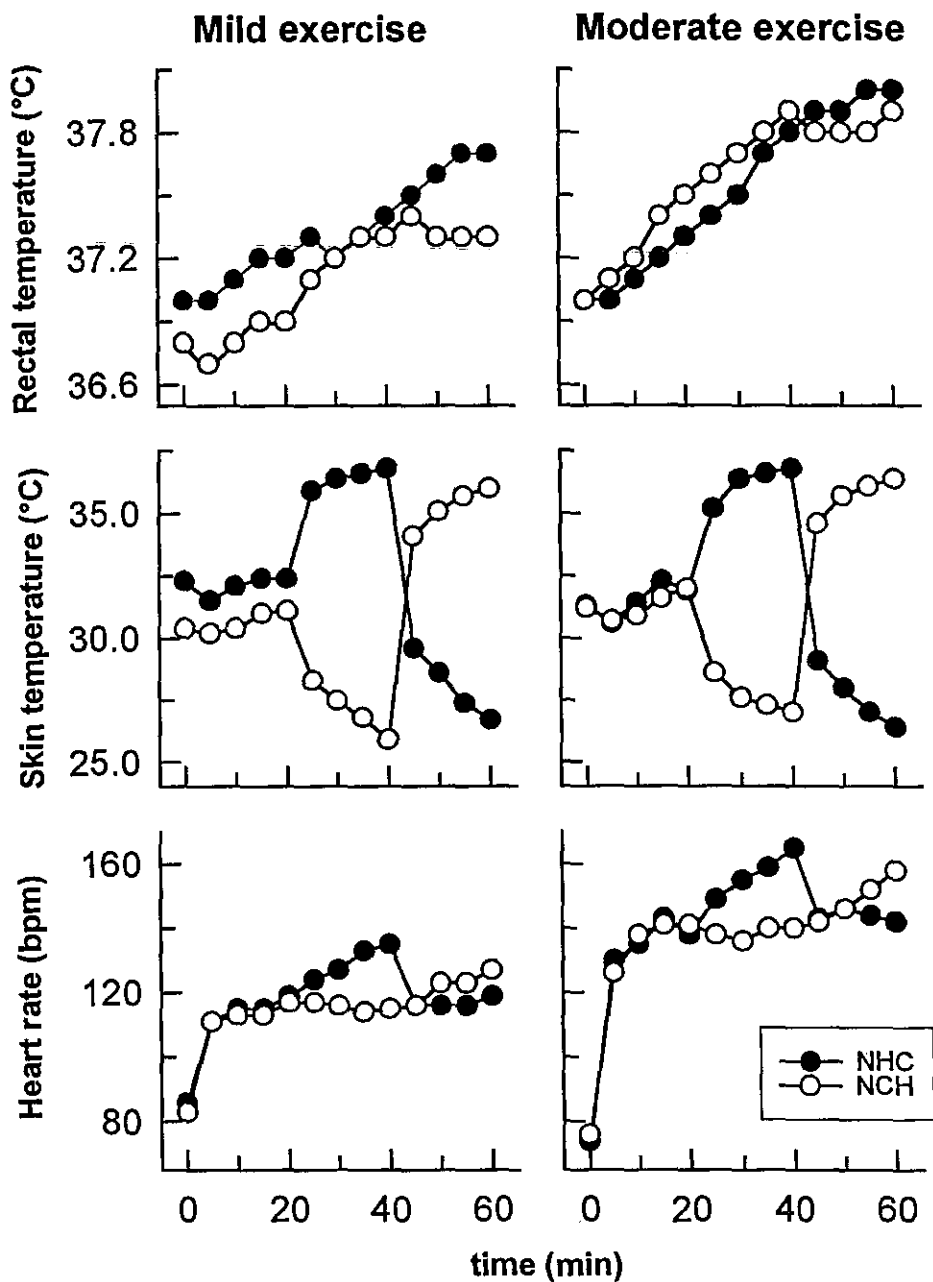 Mild exercise
Moderate exercise
Rectal temperature (°C)
37.8
37.2
36.6
Skin temperature (°C)
35.0
30.0
25.0
Heart rate (bpm)
160
120
80
NHC
NCH
0 20 40 60
0 20 40 60
time (min)